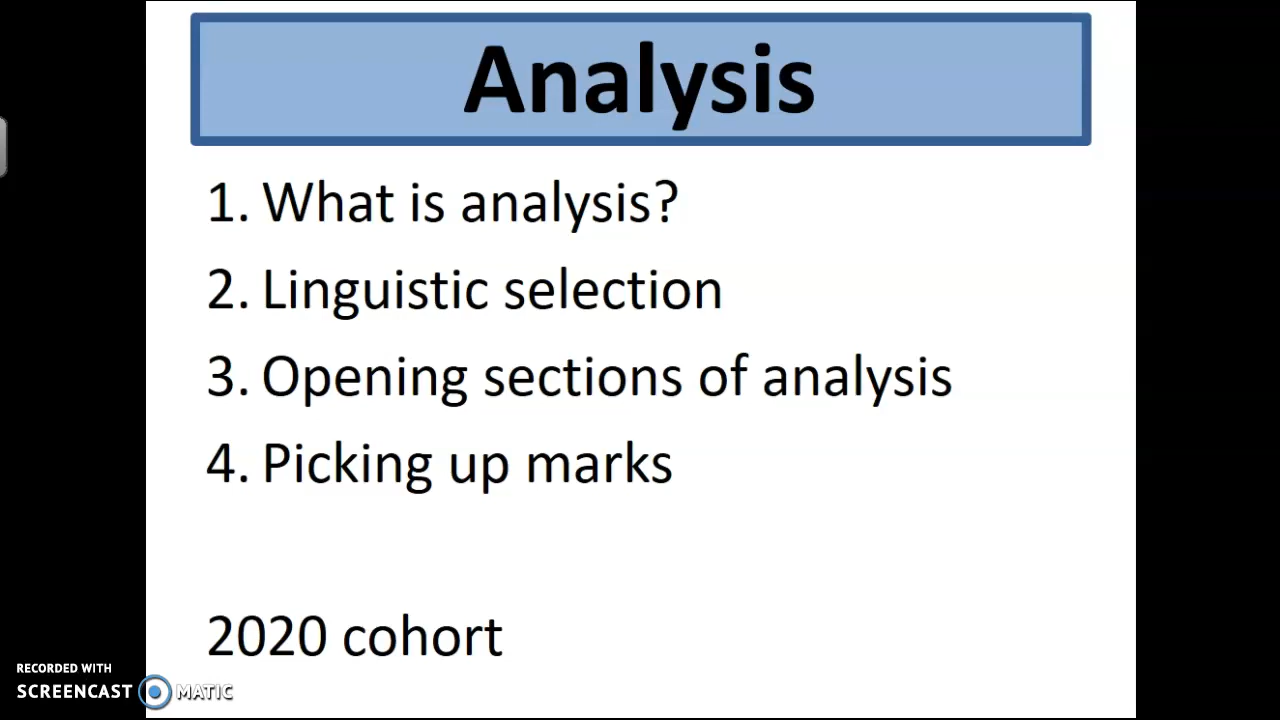 Analysis
1. What is analysis?
2. Linguistic selection
3. Opening sections of analysis
4. Picking up marks
2020 cohort
RECORDED WITH
SCREENCAST MATIC